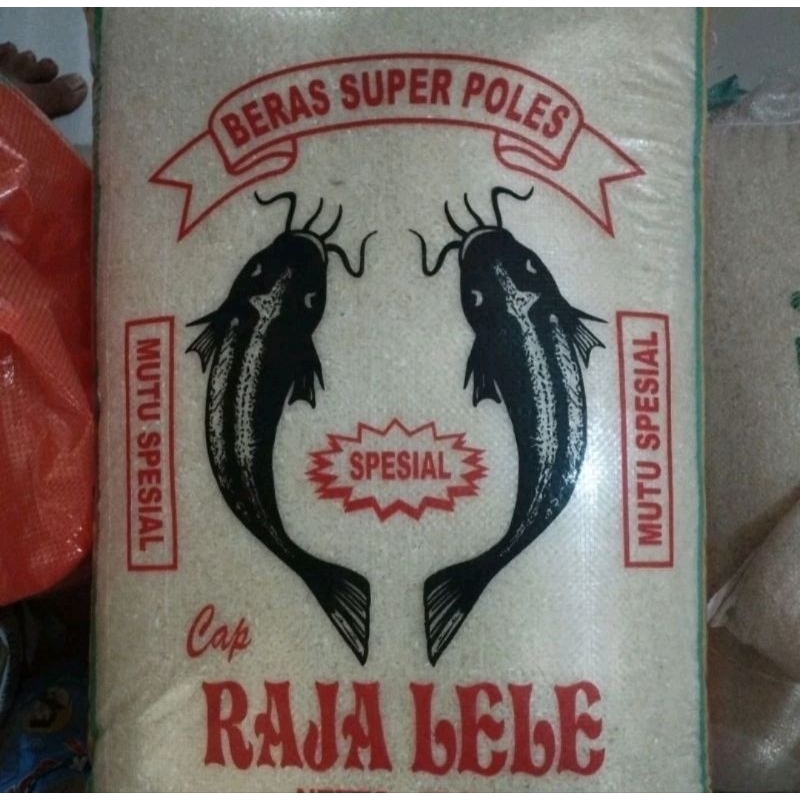 BERAS SUPER POLES
MUTU SPESIAL
SPESIAL
MUTU SPESIAL
Cap
RAJA LELE